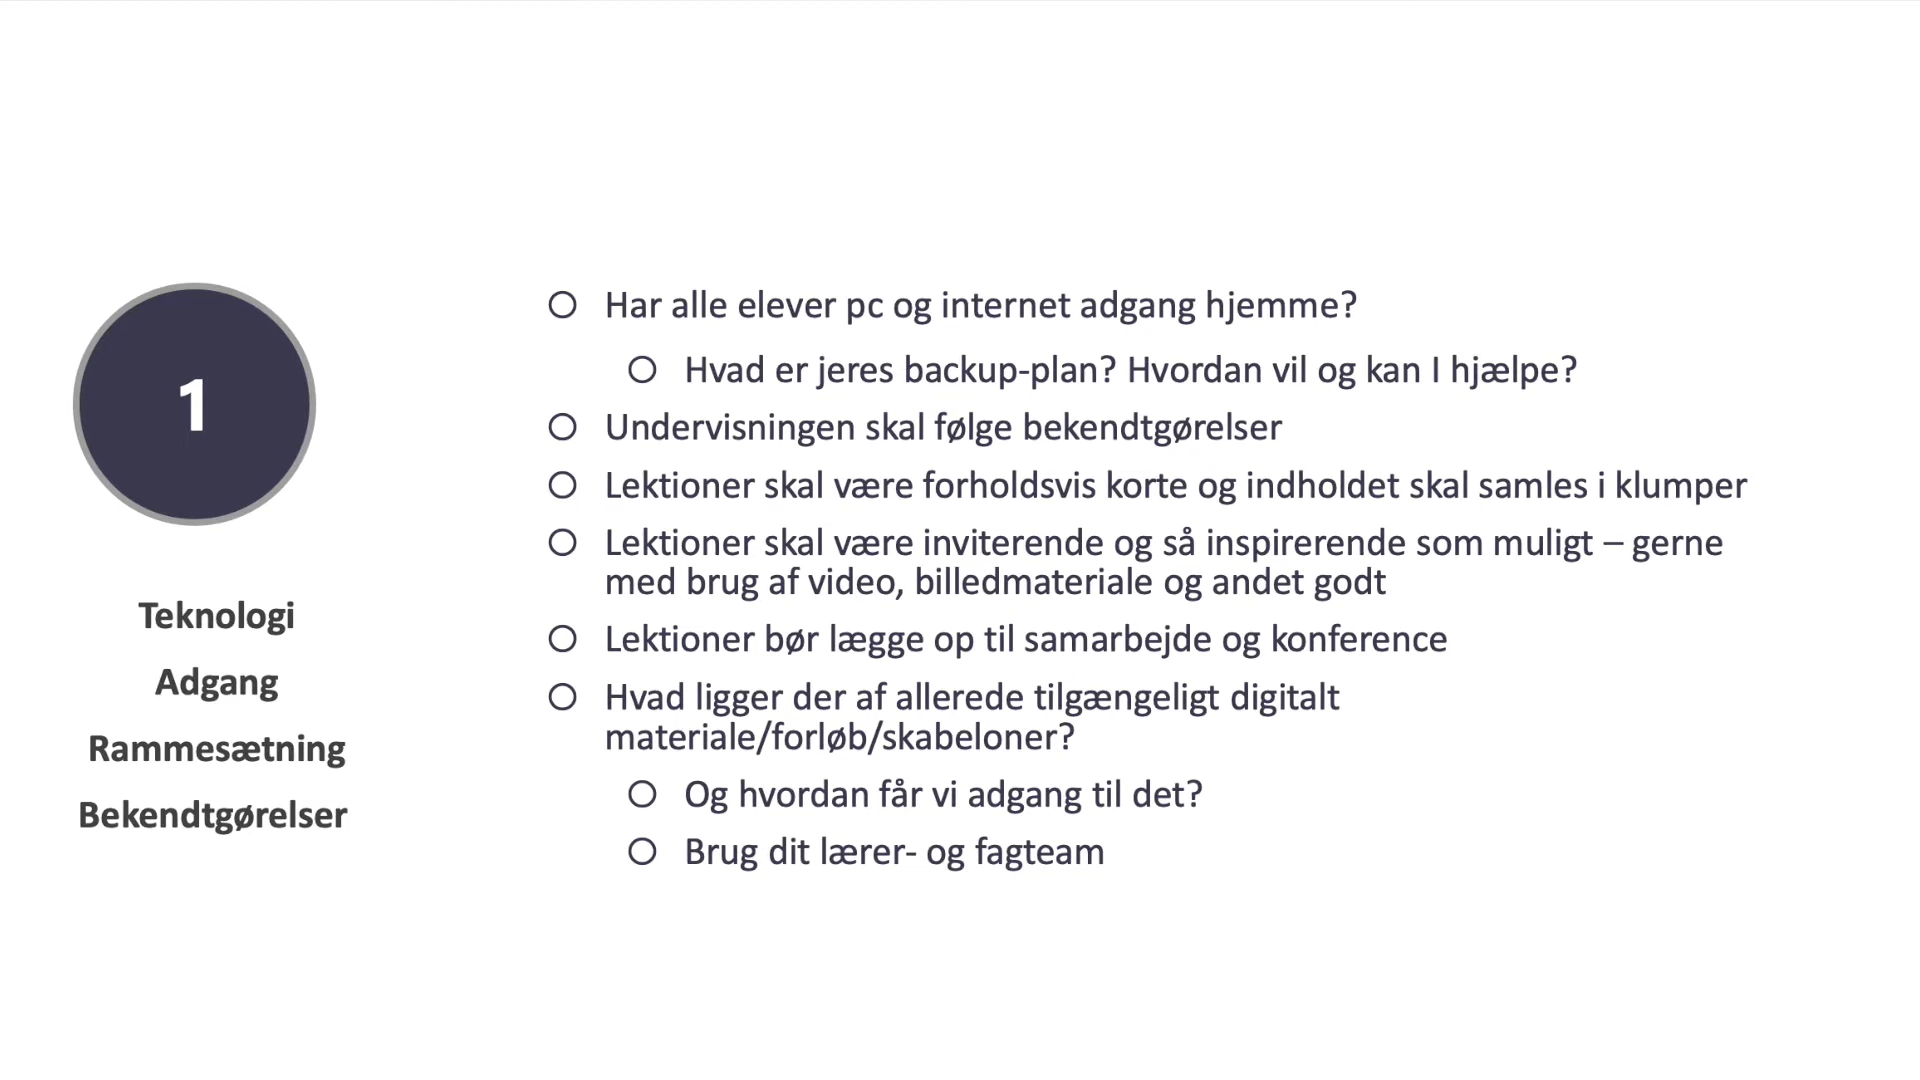 1
Teknologi
Adgang
Rammesætning
Bekendtgørelser
Har alle elever pc og internet adgang hjemme?
Hvad er jeres backup-plan? Hvordan vil og kan I hjælpe?
Undervisningen skal følge bekendtgørelser
Lektioner skal være forholdsvis korte og indholdet skal samles i klumper
Lektioner skal være inviterende og så inspirerende som muligt – gerne
med brug af video, billedmateriale og andet godt
Lektioner bør lægge op til samarbejde og konference
Hvad ligger der af allerede tilgængeligt digitalt
materiale/forløb/skabeloner?
Og hvordan får vi adgang til det?
Brug dit lærer- og fagteam